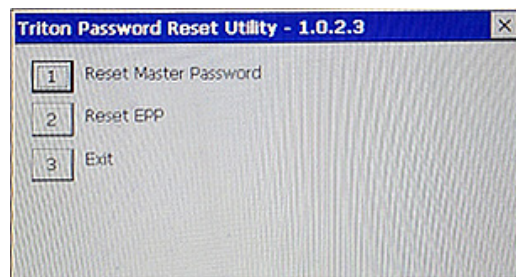 Triton Password Reset Utility - 1.0.2.3
1 Reset Master Password
2 Reset EPP
3 Exit